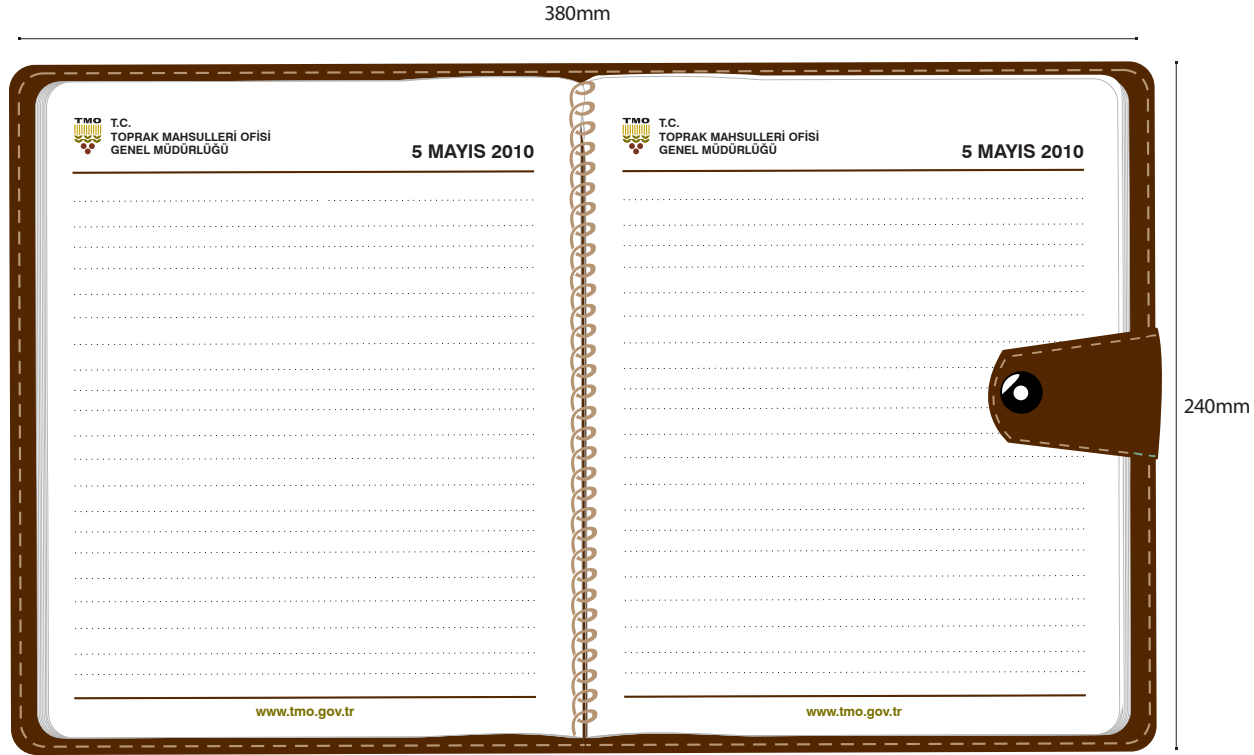 380mm
TMO
T.C.
TOPRAK MAHSULLERİ OFİSİ
GENEL MÜDÜRLÜĞÜ
5 MAYIS 2010
www.tmo.gov.tr
TMO
T.C.
TOPRAK MAHSULLERİ OFİSİ
GENEL MÜDÜRLÜĞÜ
5 MAYIS 2010
www.tmo.gov.tr
240mm